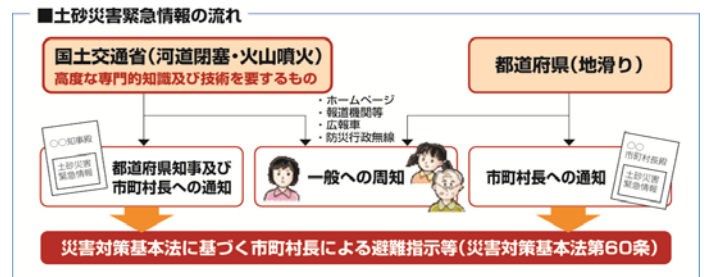 ■土砂災害緊急情報の流れ
国土交通省(河道閉塞・火山噴火)
高度な専門的知識及び技術を要するもの
都道府県(地滑り)
・ホームページ
・報道機関等
・広報車
・防災行政無線
○○知事殿
土砂災害
緊急情報
都道府県知事及び
市町村長への通知
一般への周知
市町村長への通知
○○
市町村長殿
土砂災害
緊急情報
災害対策基本法に基づく市町村長による避難指示等(災害対策基本法第60条)